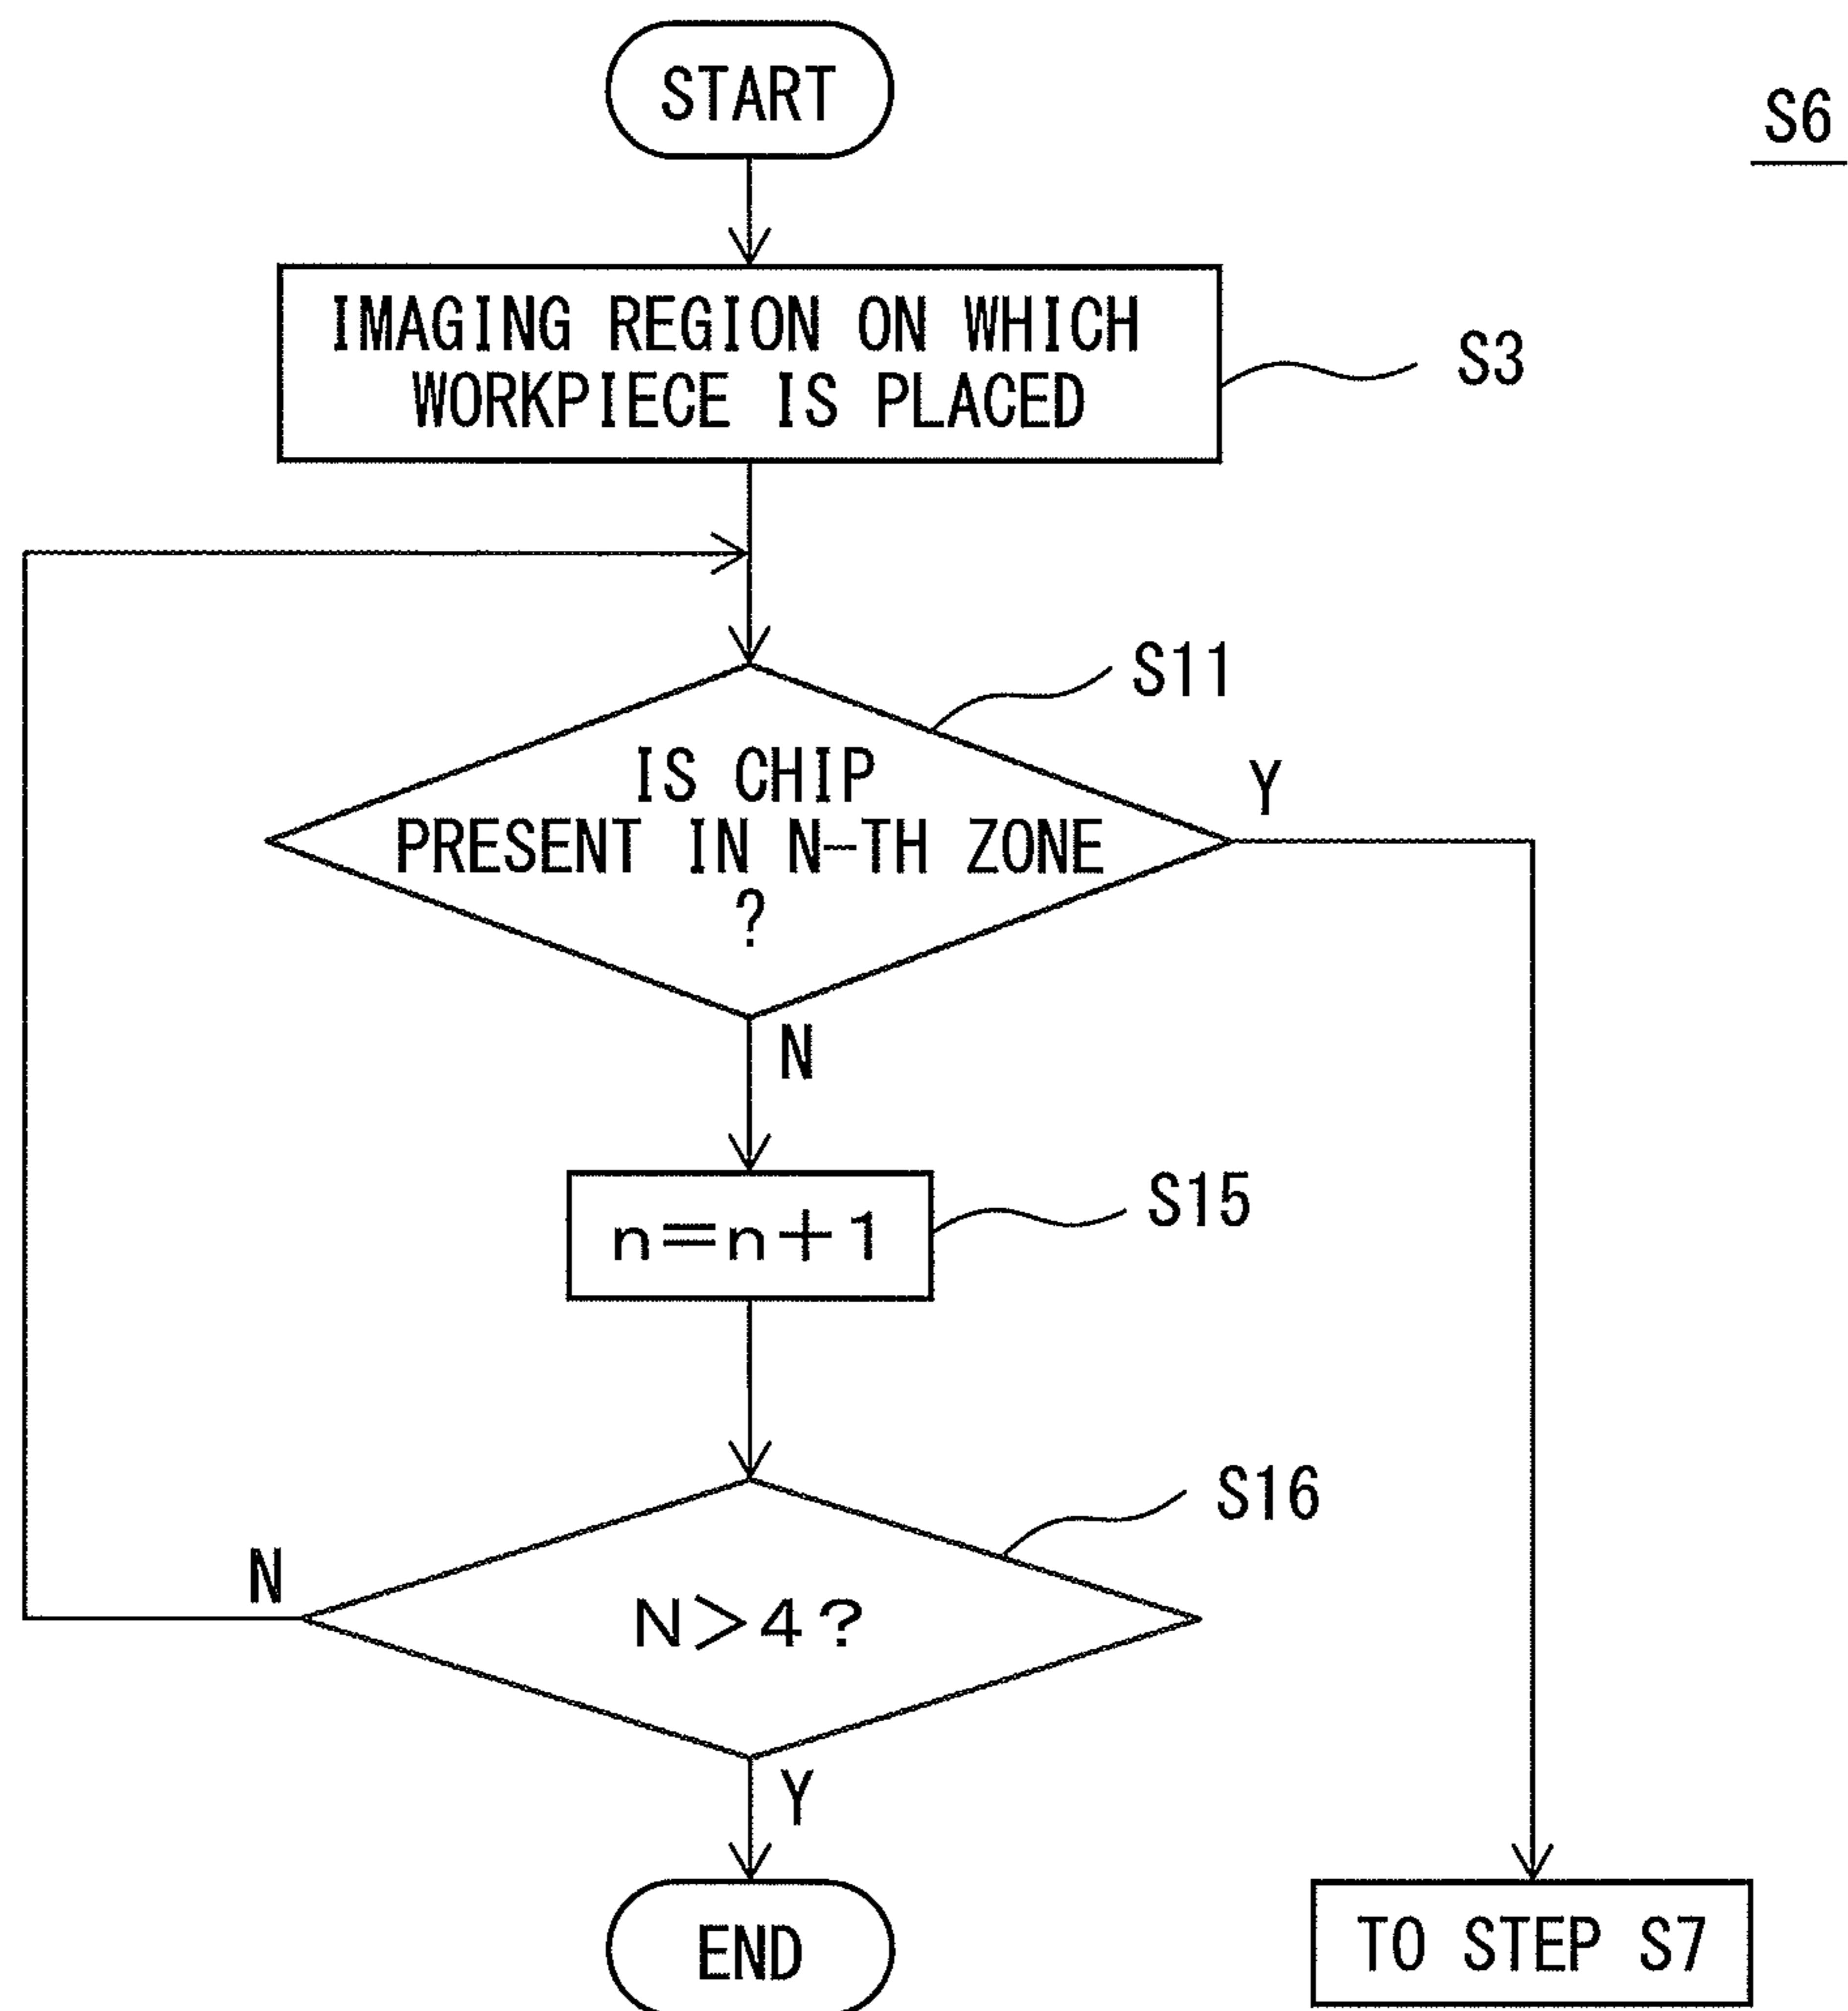 START
S6
IMAGING REGION ON WHICH
WORKPIECE IS PLACED
S3
S11
IS CHIP
PRESENT IN N-TH ZONE
?
Y
N
n=n+1
S15
S16
N
N>4?
Y
END
TO STEP S7